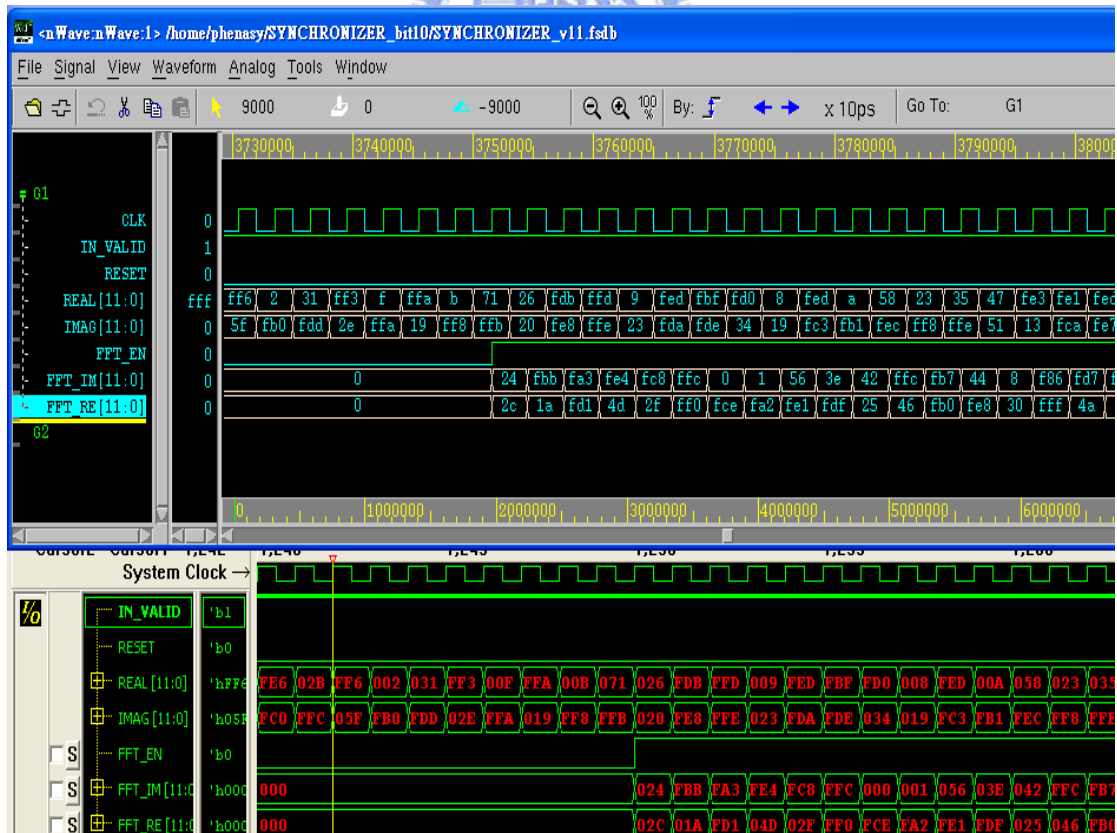 <nWave:nWave:1> /home/phenasy/SYNCHRONIZER_bit10/SYNCHRONIZER_v11.fsdb
File Signal View Waveform Analog Tools Window
9000 0 -9000 100% By: x 10ps Go To: G1
3730000 3740000 3750000 3760000 3770000 3780000 3790000 3800
G1
CLK 0
IN_VALID 1
RESET 0
REAL[11:0] fff ff6 2 31 ff3 f ffa b 71 26 fdb ffd 9 fed fbf fd0 8 fed a 58 23 35 47 fe3 fe1 fec
IMAG[11:0] 0 5f fb0 fdd 2e ffa 19 ff8 ffb 20 fe8 ffe 23 fda fde 34 19 fc3 fb1 fec ff8 ffe 51 13 fca fe7
FFT_EN 0
FFT_IM[11:0] 0 0 24 fbb fa3 fe4 fc8 ffc 0 1 56 3e 42 ffc fb7 44 8 f86 fd7
FFT_RE[11:0] 0 0 2c 1a fd1 4d 2f ff0 fce fa2 fe1 fdf 25 46 fb0 fe8 30 fff 4a
G2
0 1000000 2000000 3000000 4000000 5000000 6000000
System Clock →
I/O IN_VALID 'b1
RESET 'b0
REAL[11:0] 'hFF6 FE6 02B FF6 002 031 FF3 00F FFA 00B 071 026 FDB FFD 009 FED FBF FD0 008 FED 00A 058 023 035
IMAG[11:0] 'h05F FC0 FFC 05F FB0 FDD 02E FFA 019 FF8 FFB 020 FE8 FFE 023 FDA FDE 034 019 FC3 FB1 FEC FF8 FFE
S FFT_EN 'b0
S FFT_IM[11:0 'h000 000 024 FBB FA3 FE4 FC8 FFC 000 001 056 03E 042 FFC FB7
S FFT_RE[11:0 'h000 000 02C 01A FD1 04D 02F FF0 FCE FA2 FE1 FDF 025 046 FB0